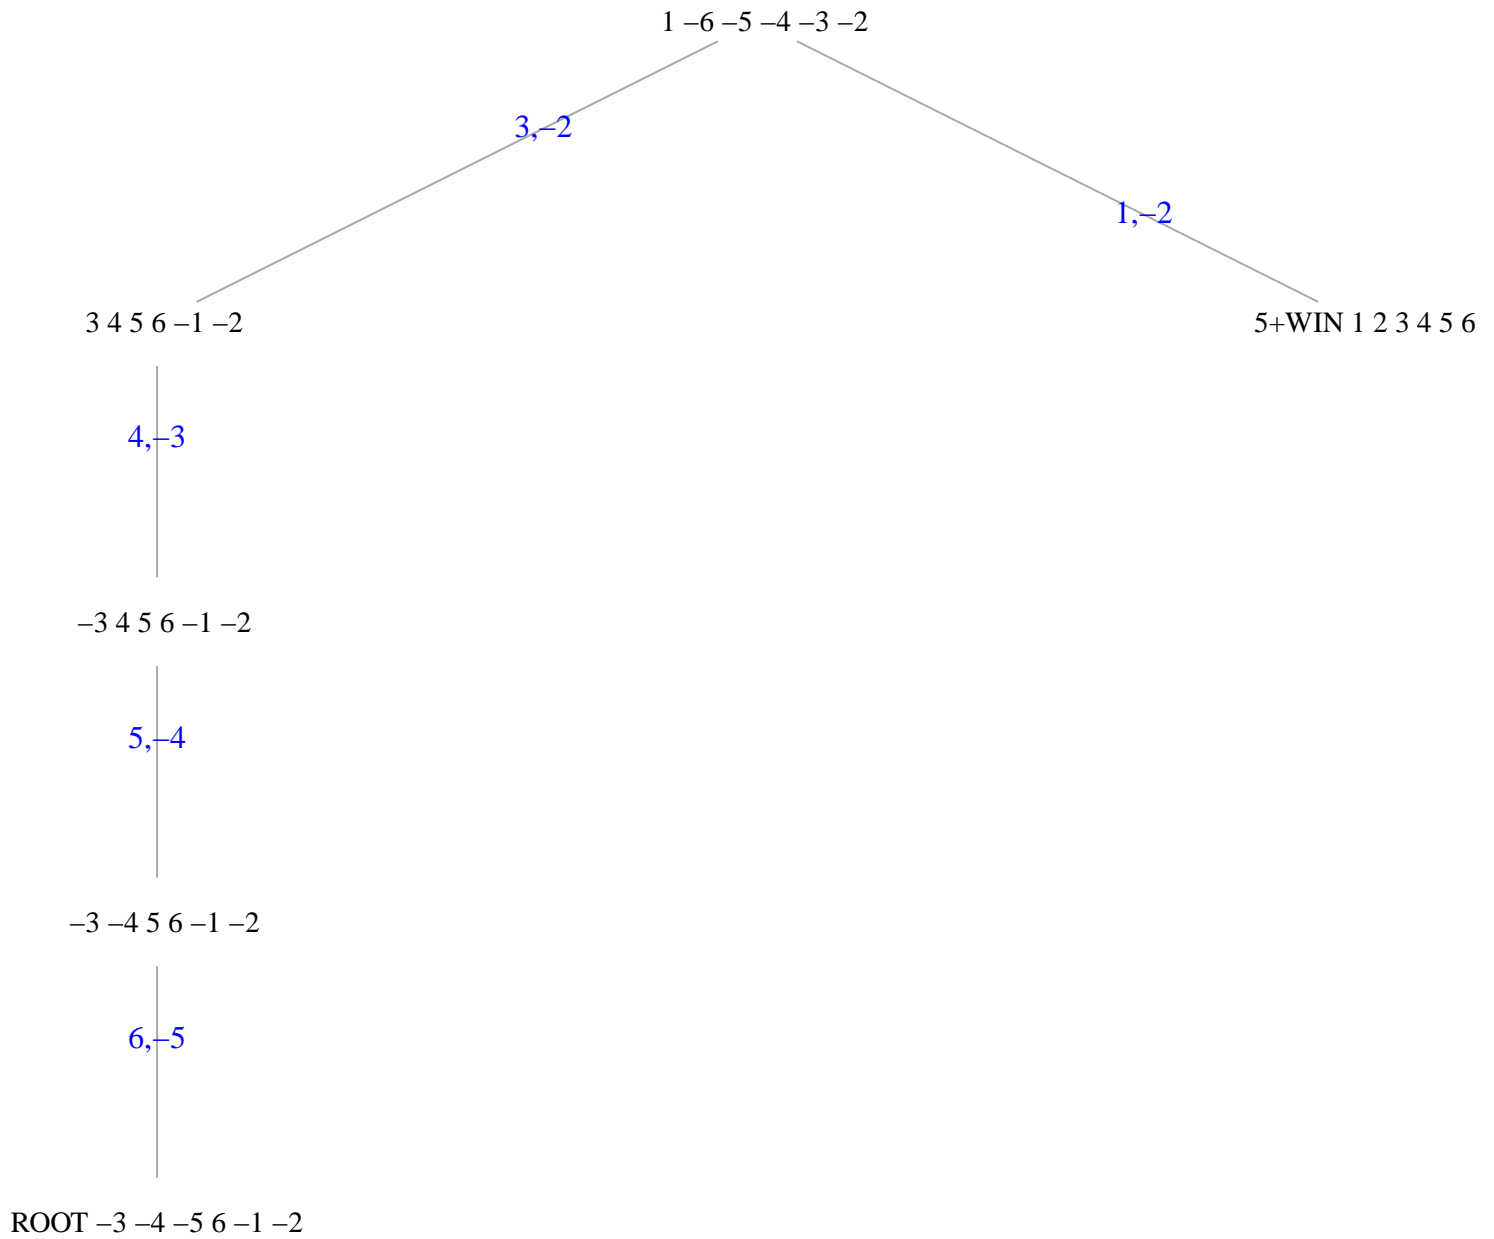 1 –6 –5 –4 –3 –2
3,–2
1,–2
3 4 5 6 –1 –2
5+WIN 1 2 3 4 5 6
4,–3
–3 4 5 6 –1 –2
5,–4
–3 –4 5 6 –1 –2
6,–5
ROOT –3 –4 –5 6 –1 –2